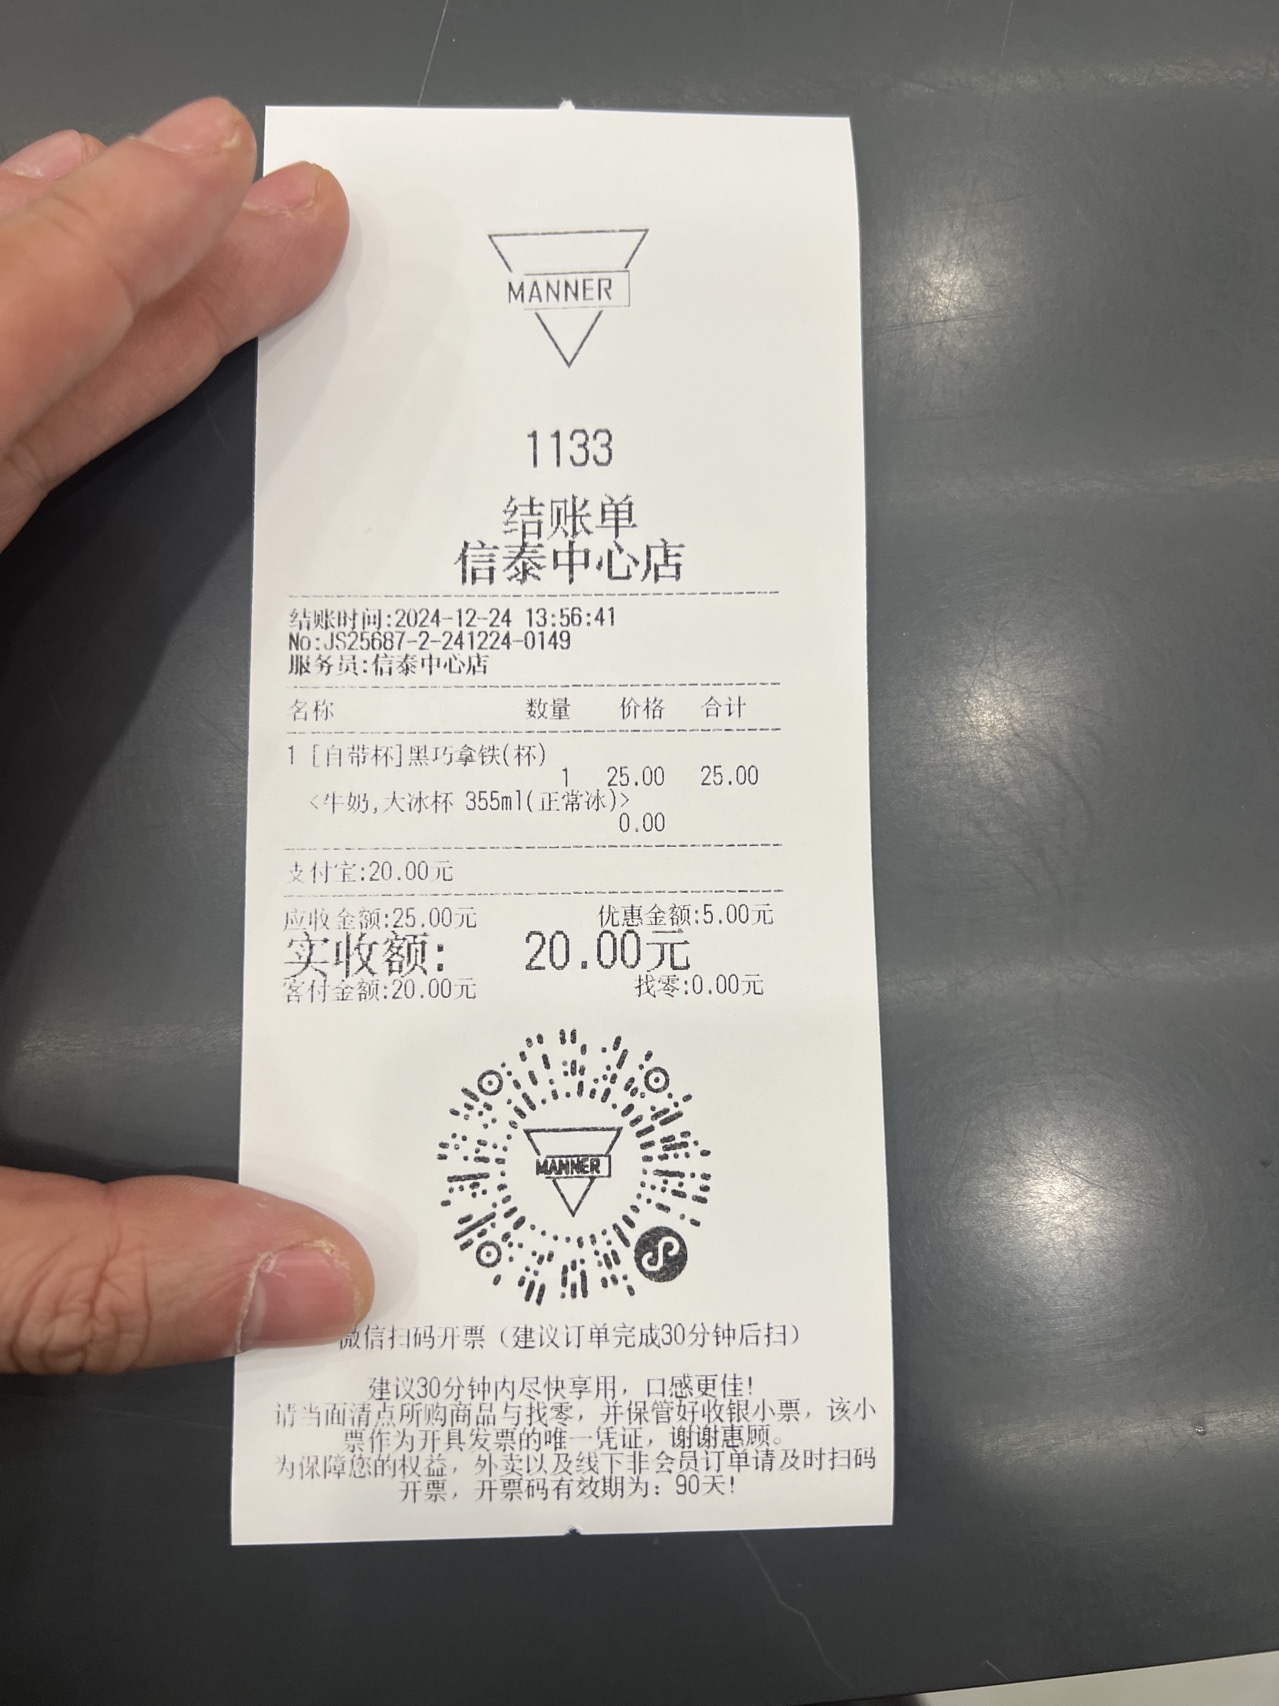 MANNER
1133
结账单
信泰中心店
结账时间:2024-12-24 13:56:41
No:JS25687-2-241224-0149
服务员:信泰中心店
名称 数量 价格 合计
1 [自带杯]黑巧拿铁(杯)
1 25.00 25.00
<牛奶,大冰杯 355ml(正常冰)>
0.00
支付宝:20.00元
应收金额:25.00元 优惠金额:5.00元
实收额: 20.00元
客付金额:20.00元 找零:0.00元
MANNER
微信扫码开票（建议订单完成30分钟后扫）
建议30分钟内尽快享用，口感更佳!
请当面清点所购商品与找零，并保管好收银小票，该小
票作为开具发票的唯一凭证，谢谢惠顾。
为保障您的权益，外卖以及线下非会员订单请及时扫码
开票，开票码有效期为：90天!